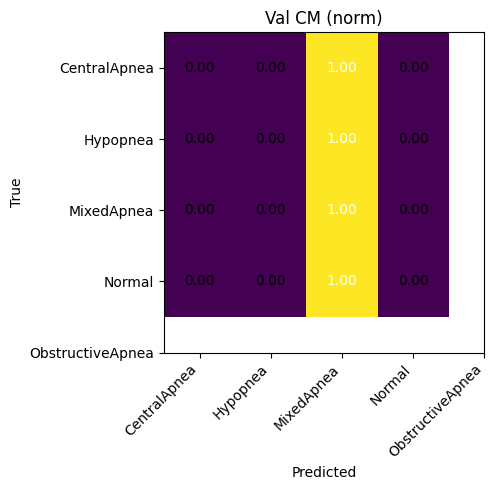 Val CM (norm)
CentralApnea 0.00 0.00 1.00 0.00
Hypopnea 0.00 0.00 1.00 0.00
MixedApnea 0.00 0.00 1.00 0.00
Normal 0.00 0.00 1.00 0.00
ObstructiveApnea
True
CentralApnea Hypopnea MixedApnea Normal ObstructiveApnea
Predicted